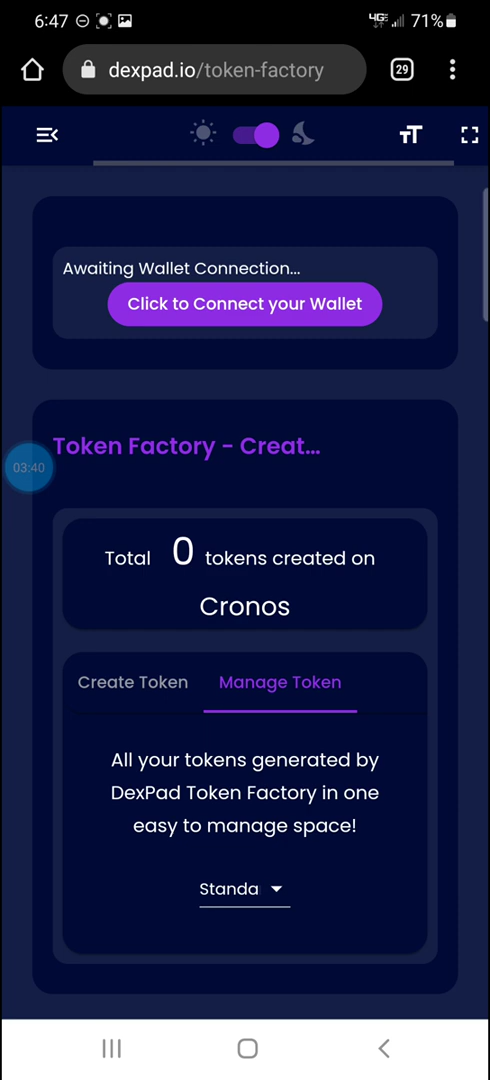 6:47 4GE 71%
dexpad.io/token-factory 29
TT
Awaiting Wallet Connection...
Click to Connect your Wallet
Token Factory - Creat...
03:40
Total 0 tokens created on
Cronos
Create Token Manage Token
All your tokens generated by
DexPad Token Factory in one
easy to manage space!
Standa